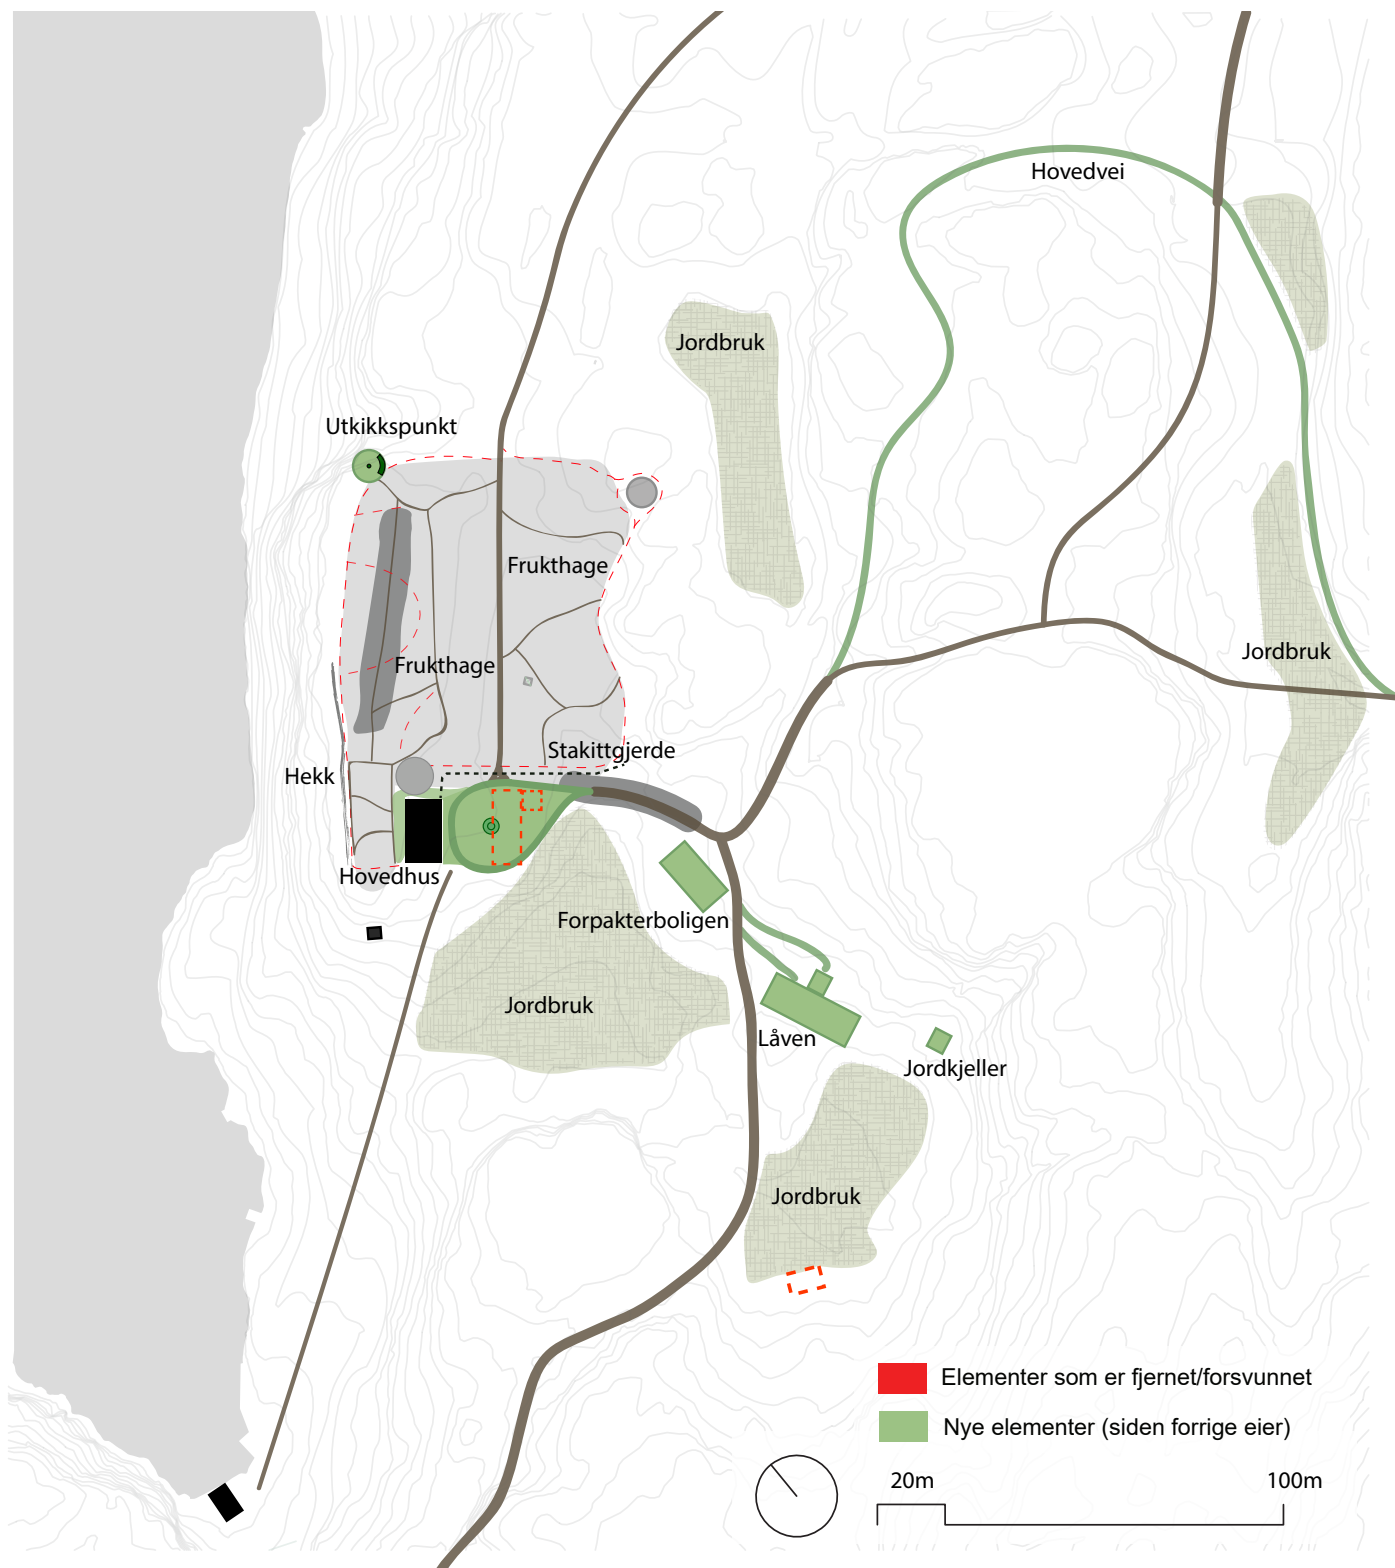 Hovedvei
Jordbruk
Utkikkspunkt
Frukthage
Jordbruk
Frukthage
Stakittgjerde
Hekk
Hovedhus
Forpakterboligen
Jordbruk
Låven
Jordkjeller
Jordbruk
Elementer som er fjernet/forsvunnet
Nye elementer (siden forrige eier)
20m 100m